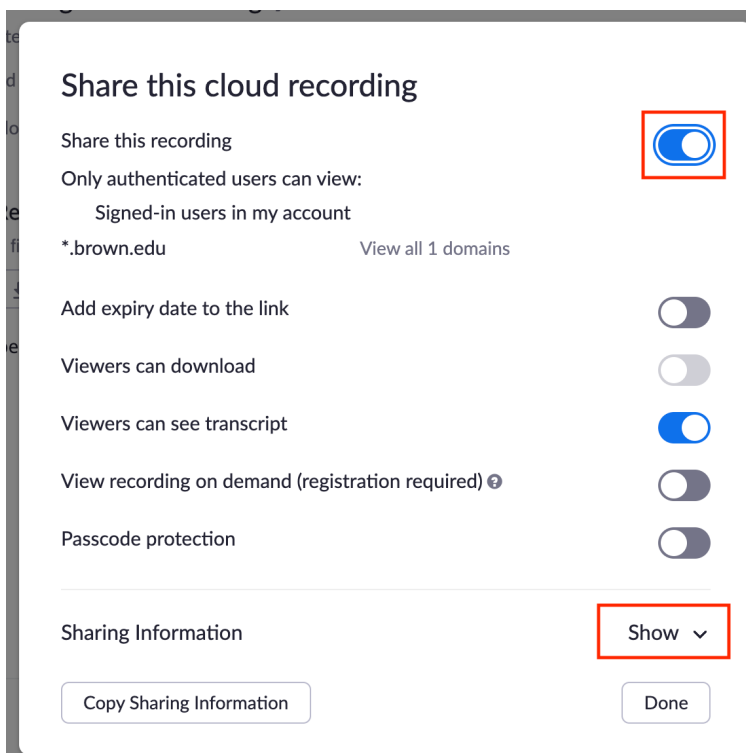 Share this cloud recording
Share this recording
Only authenticated users can view:
Signed-in users in my account
*.brown.edu View all 1 domains
Add expiry date to the link
Viewers can download
Viewers can see transcript
View recording on demand (registration required)
Passcode protection
Sharing Information Show
Copy Sharing Information Done